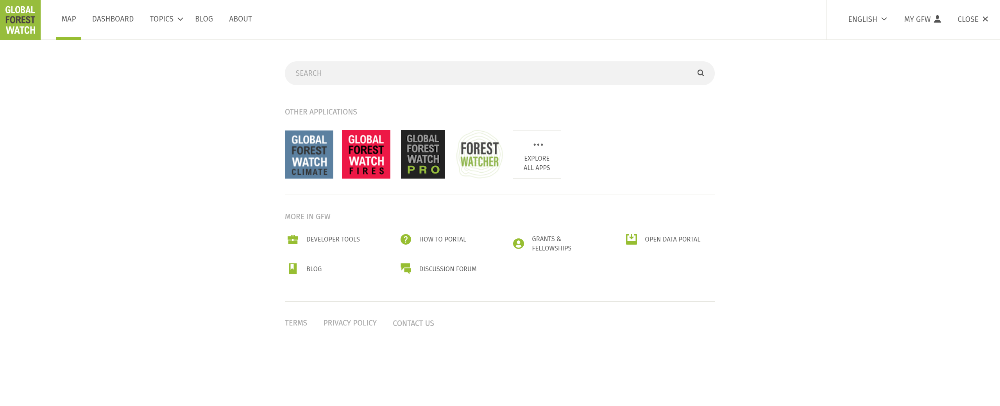 GLOBAL
FOREST
WATCH
MAP DASHBOARD TOPICS BLOG ABOUT
ENGLISH MY GFW CLOSE
SEARCH
OTHER APPLICATIONS
GLOBAL
FOREST
WATCH
CLIMATE
GLOBAL
FOREST
WATCH
FIRES
GLOBAL
FOREST
WATCH
PRO
FOREST
WATCHER
EXPLORE
ALL APPS
MORE IN GFW
DEVELOPER TOOLS
HOW TO PORTAL
GRANTS &
FELLOWSHIPS
OPEN DATA PORTAL
BLOG
DISCUSSION FORUM
TERMS PRIVACY POLICY CONTACT US